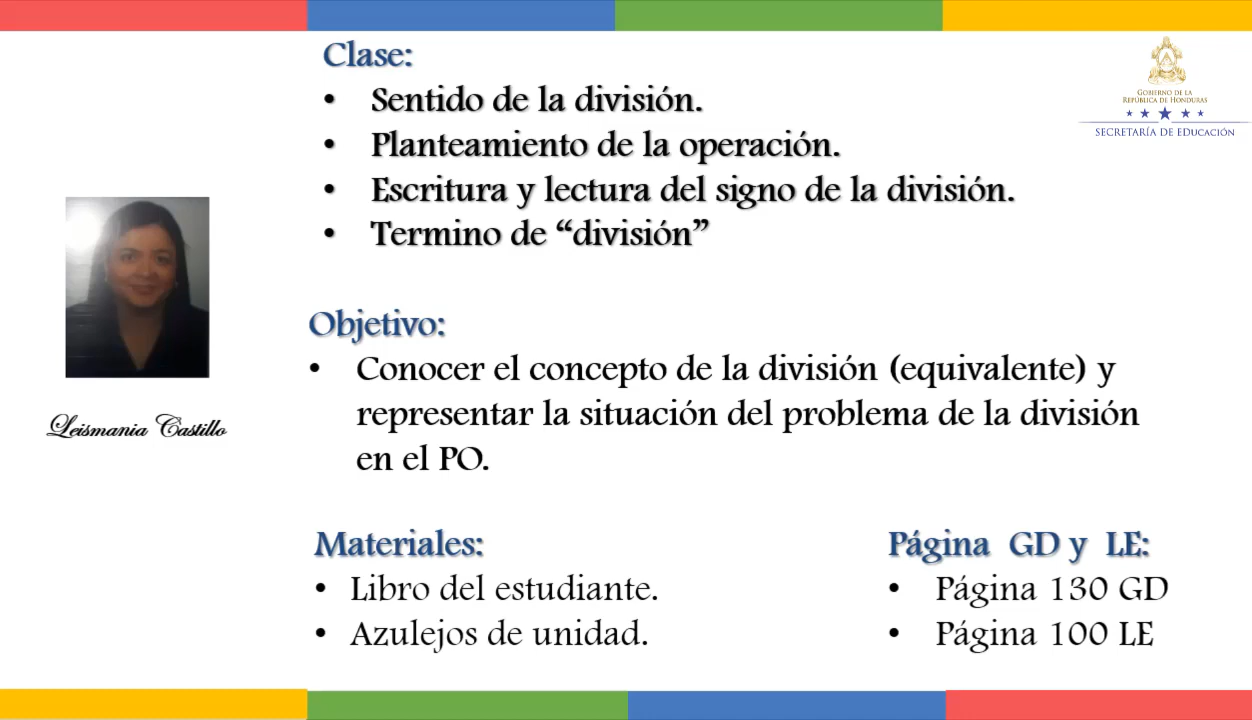 Clase:
• Sentido de la división.
• Planteamiento de la operación.
• Escritura y lectura del signo de la división.
• Termino de “división”
GOBIERNO DE LA
REPÚBLICA DE HONDURAS
SECRETARÍA DE EDUCACIÓN
Leismania Castillo
Objetivo:
• Conocer el concepto de la división (equivalente) y
representar la situación del problema de la división
en el PO.
Materiales:
• Libro del estudiante.
• Azulejos de unidad.
Página GD y LE:
• Página 130 GD
• Página 100 LE